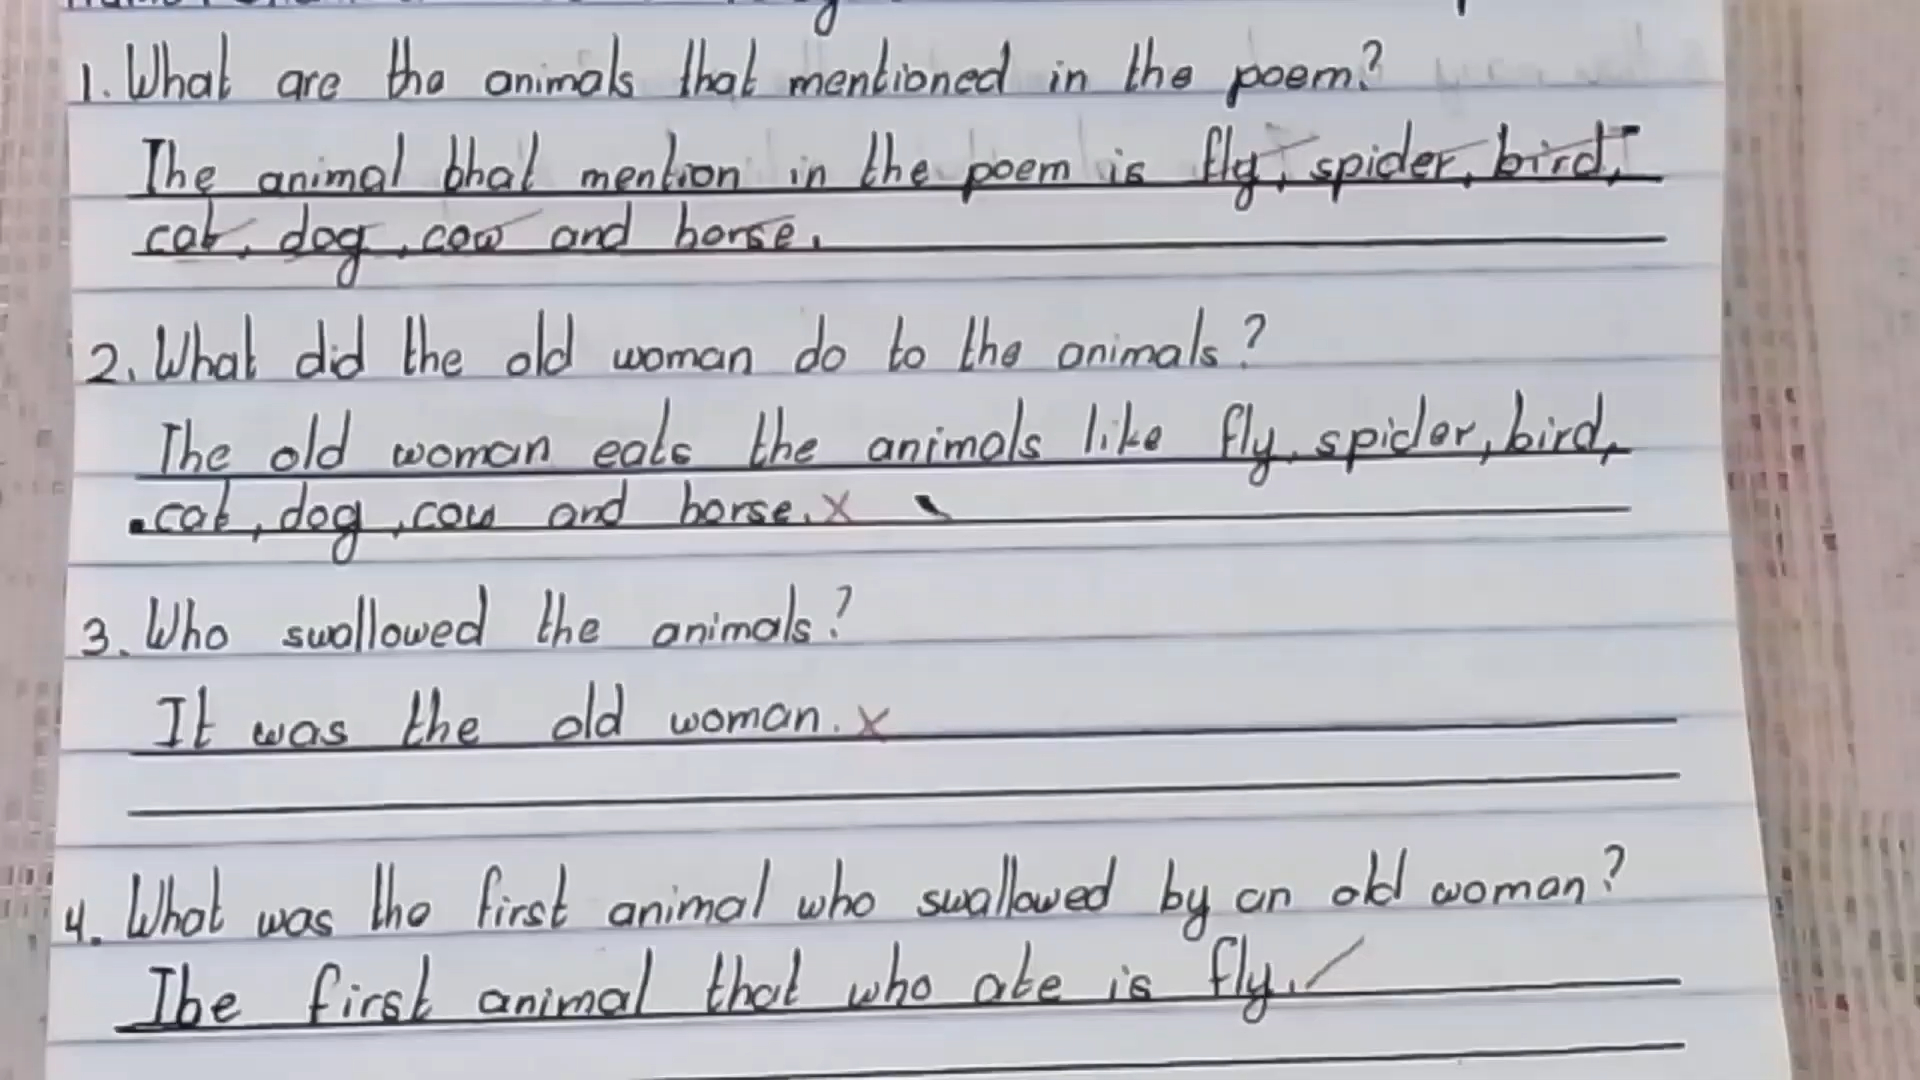 1. What are the animals that mentioned in the poem?
The animal that mention in the poem is fly, spider, bird,
cat, dog, cow and horse.
2. What did the old woman do to the animals?
The old woman eats the animals like fly, spider, bird,
cat, dog, cow and horse. x
3. Who swallowed the animals?
It was the old woman. x
4. What was the first animal who swallowed by an old woman?
The first animal that who ate is fly.